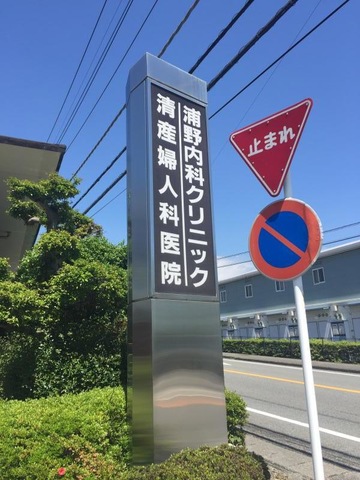 浦野内科クリニック
清産婦人科医院
止まれ